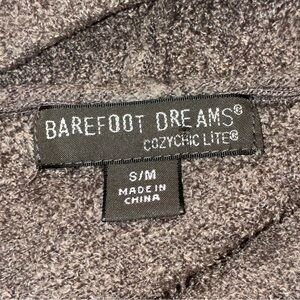 BAREFOOT DREAMS®
COZYCHIC LITE®
S/M
MADE IN
CHINA